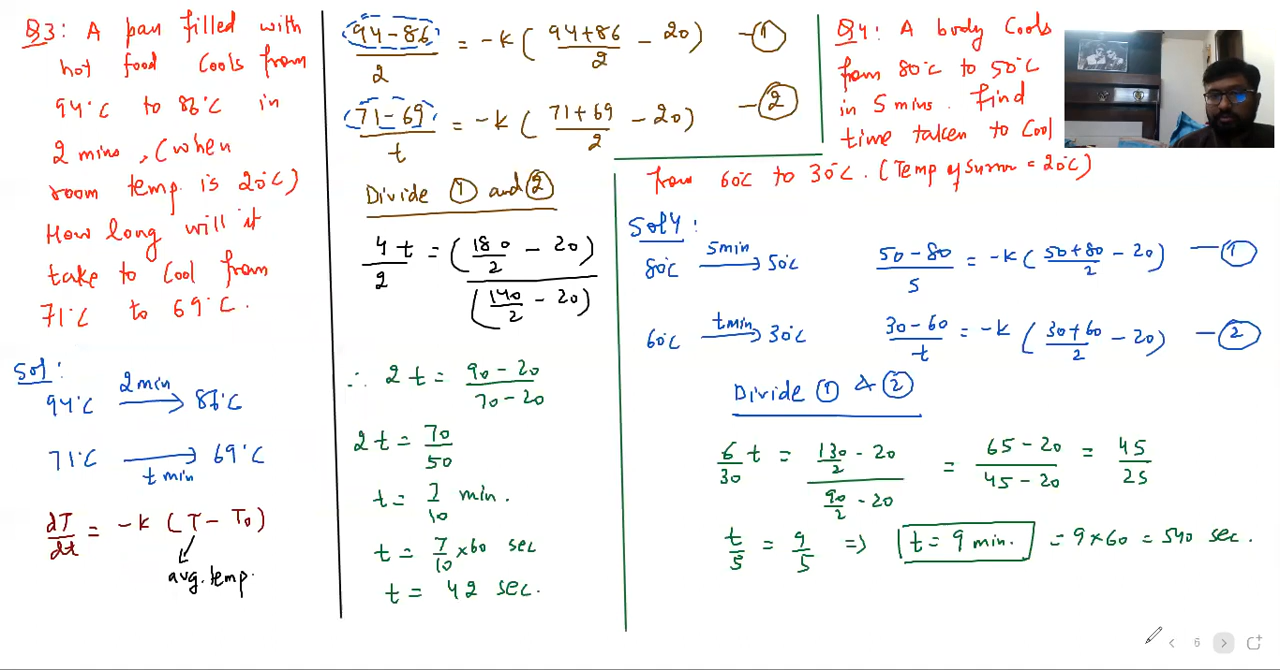 Q3: A pan filled with
hot food cools from
94°C to 86°C in
2 mins, (when
room temp. is 20°C)
How long will it
take to cool from
71°C to 69°C.
Sol:
94°C 2 min → 86°C
71°C → 69°C
t min
dT/dt = -k (T - T₀)
avg. temp.
(94-86)/2 = -k ( (94+86)/2 - 20) - ①
(71-69)/t = -k ( (71+69)/2 - 20) - ②
Divide ① and ②
4/2 t = (180/2 - 20) / (140/2 - 20)
∴ 2t = (90-20)/(70-20)
2t = 70/50
t = 7/10 min.
t = 7/10 ×60 sec
t = 42 sec.
Q4: A body cools
from 80°C to 50°C
in 5 mins. Find
time taken to cool
from 60°C to 30°C. (Temp of Surrou = 20°C)
Sol 4:
80°C 5min → 50°C (50-80)/5 = -k ( (50+80)/2 - 20) - ①
60°C t min → 30°C (30-60)/t = -k ( (30+60)/2 - 20) - ②
Divide ① & ②
6/30 t = (130/2 - 20) / (90/2 - 20) = (65-20)/(45-20) = 45/25
t/5 = 9/5 ⇒ t = 9 min. = 9×60 = 540 sec.
6